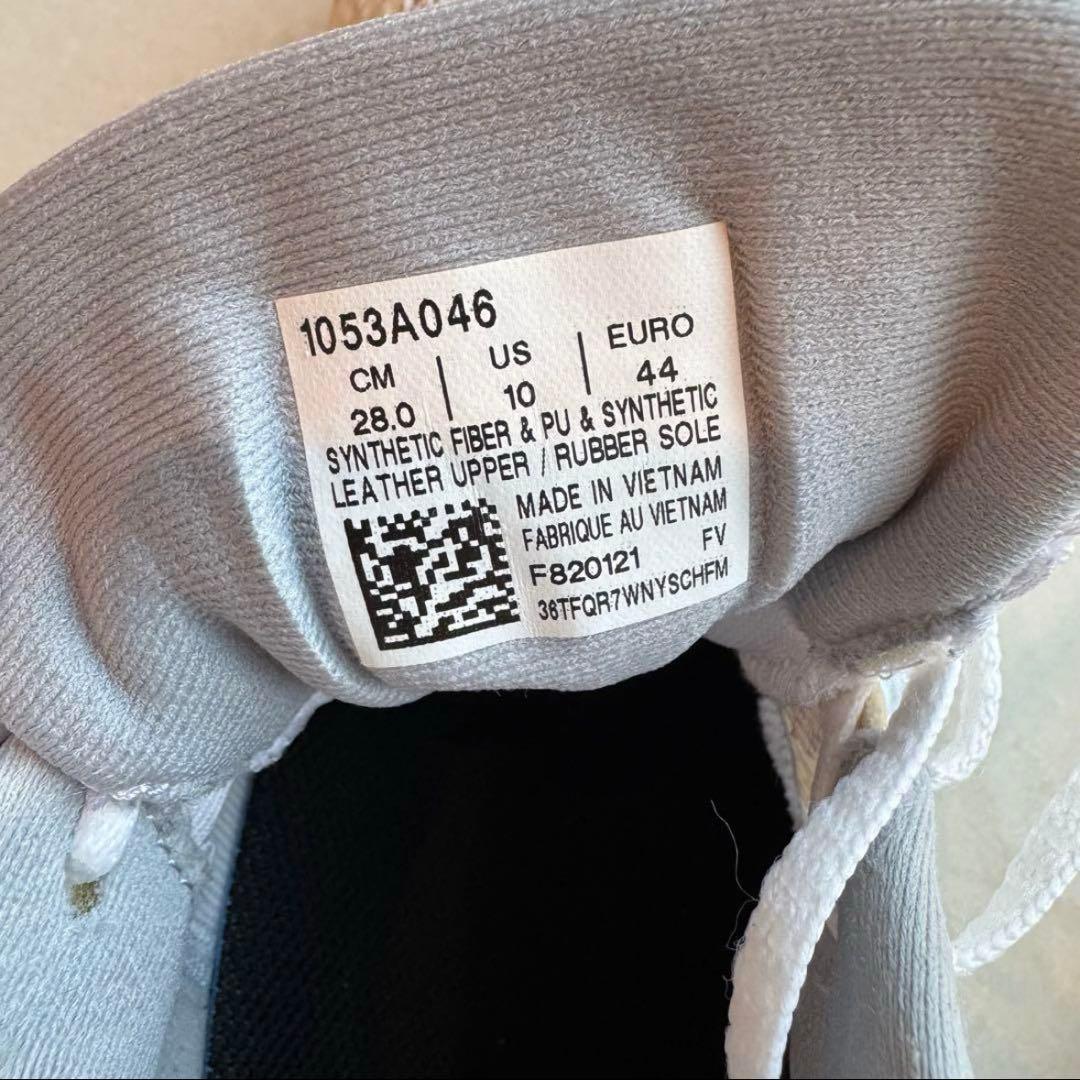 1053A046
CM | US | EURO
28.0 | 10 | 44
SYNTHETIC FIBER & PU & SYNTHETIC
LEATHER UPPER / RUBBER SOLE
MADE IN VIETNAM
FABRIQUE AU VIETNAM
F820121 FV
36TFQR7WNYSCHFM